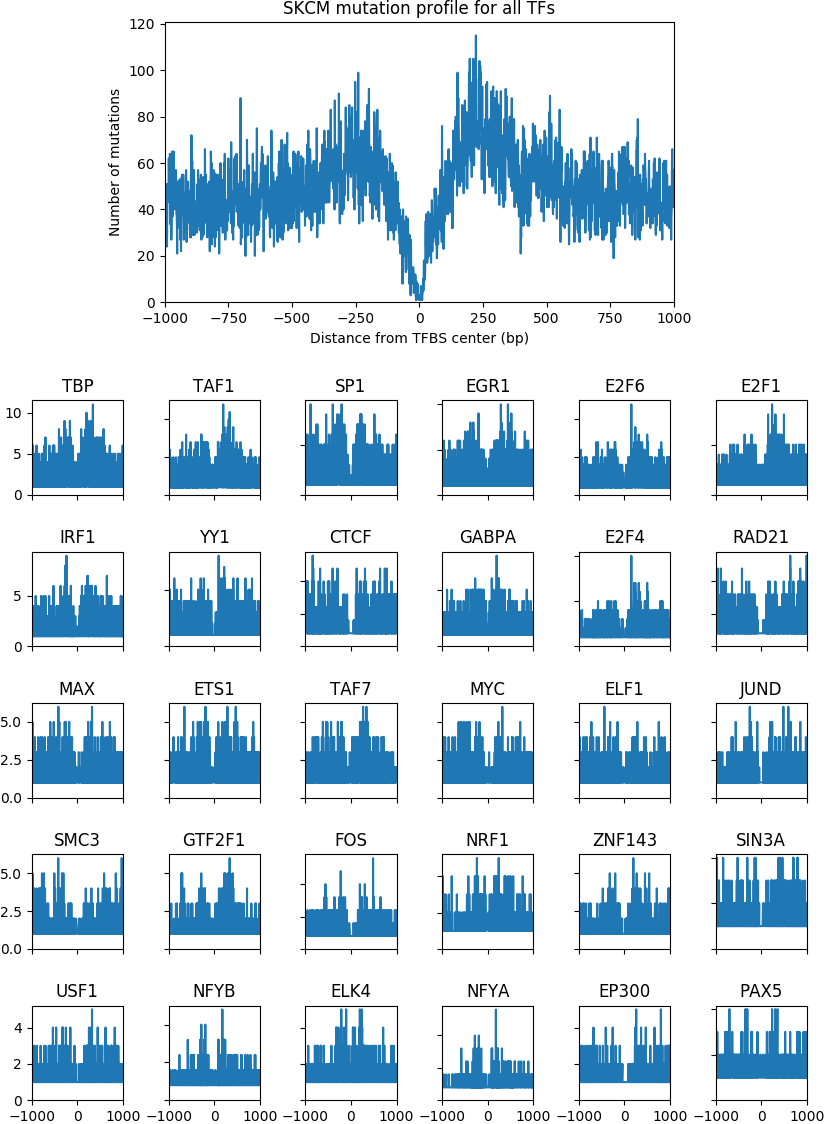 SKCM mutation profile for all TFs
120
100
80
60
40
20
0
Number of mutations
−1000 −750 −500 −250 0 250 500 750 1000
Distance from TFBS center (bp)
TBP TAF1 SP1 EGR1 E2F6 E2F1
10
5
0
IRF1 YY1 CTCF GABPA E2F4 RAD21
5
0
MAX ETS1 TAF7 MYC ELF1 JUND
5.0
2.5
0.0
SMC3 GTF2F1 FOS NRF1 ZNF143 SIN3A
5.0
2.5
0.0
USF1 NFYB ELK4 NFYA EP300 PAX5
4
2
0
−1000 0 1000 −1000 0 1000 −1000 0 1000 −1000 0 1000 −1000 0 1000 −1000 0 1000